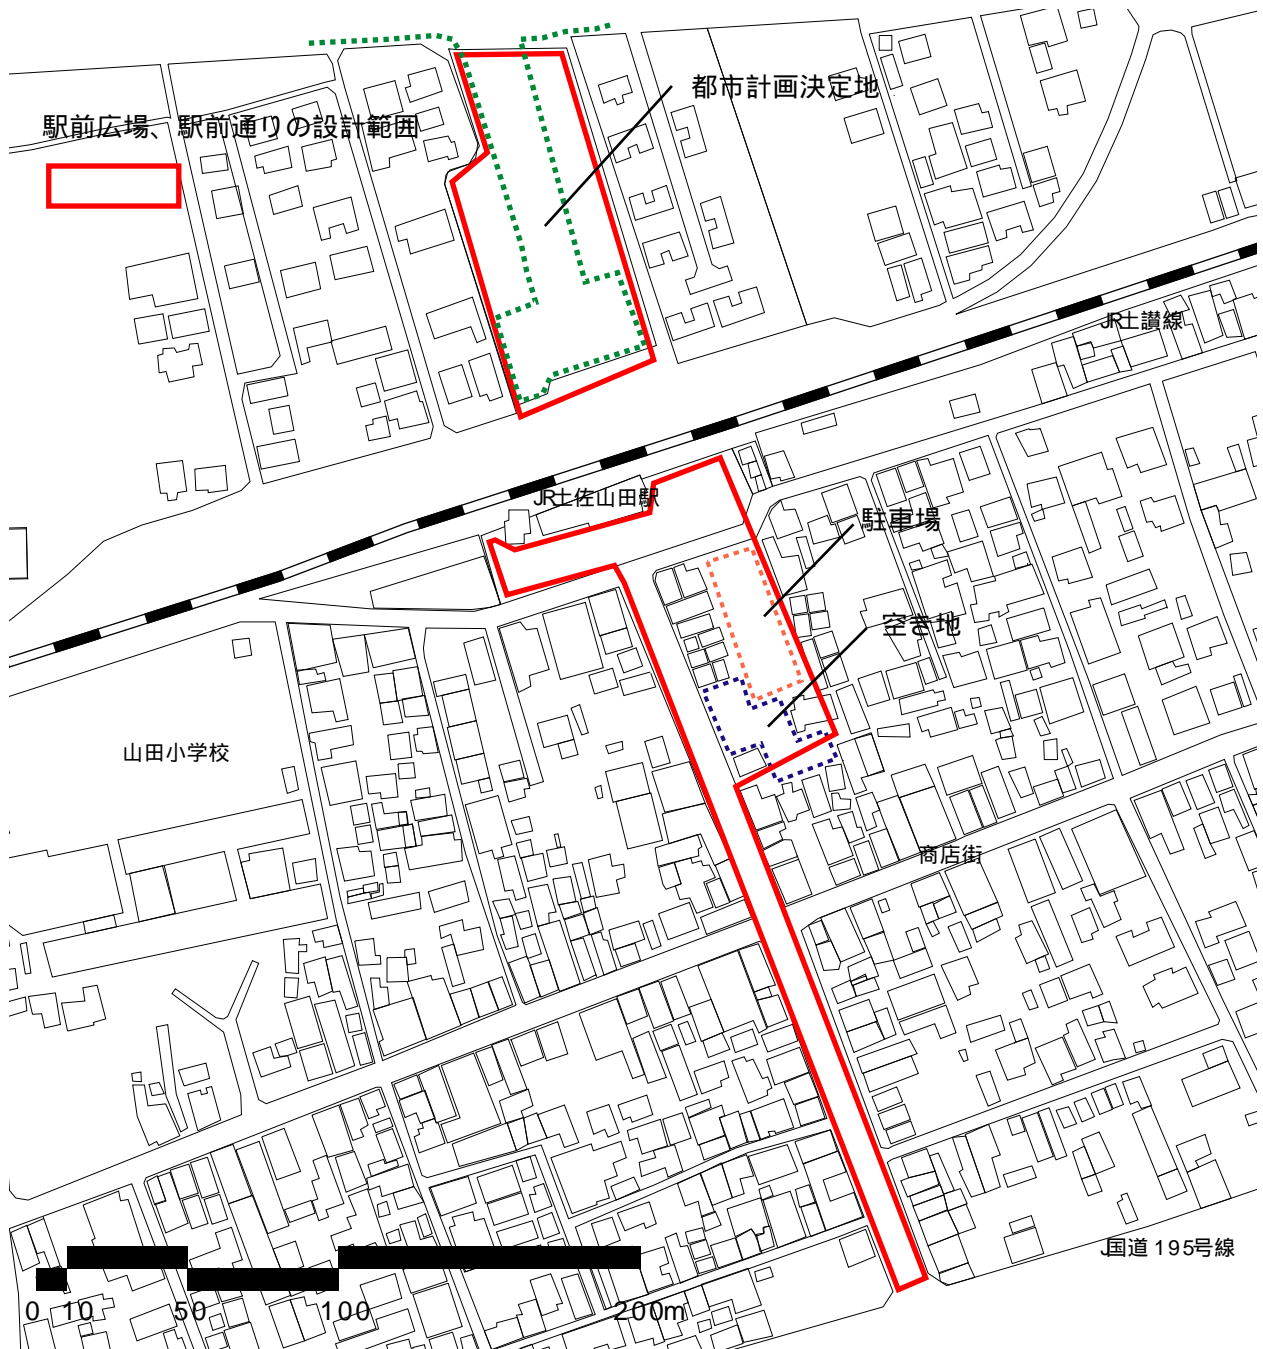 都市計画決定地
駅前広場、駅前通りの設計範囲
JR土讃線
JR土佐山田駅
駐車場
空き地
山田小学校
商店街
J国道 195号線
0 10 50 100 200m